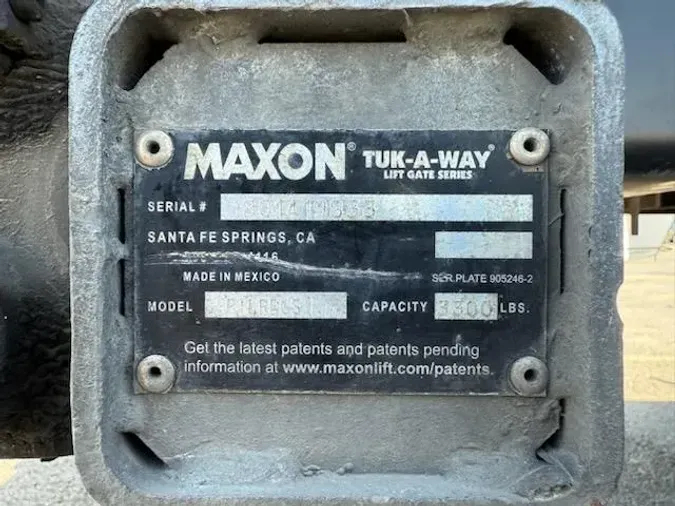 MAXON® TUK-A-WAY®
LIFT GATE SERIES
SERIAL #
SANTA FE SPRINGS, CA
MADE IN MEXICO SER.PLATE 905246-2
MODEL CAPACITY 3300 LBS.
Get the latest patents and patents pending
information at www.maxonlift.com/patents.